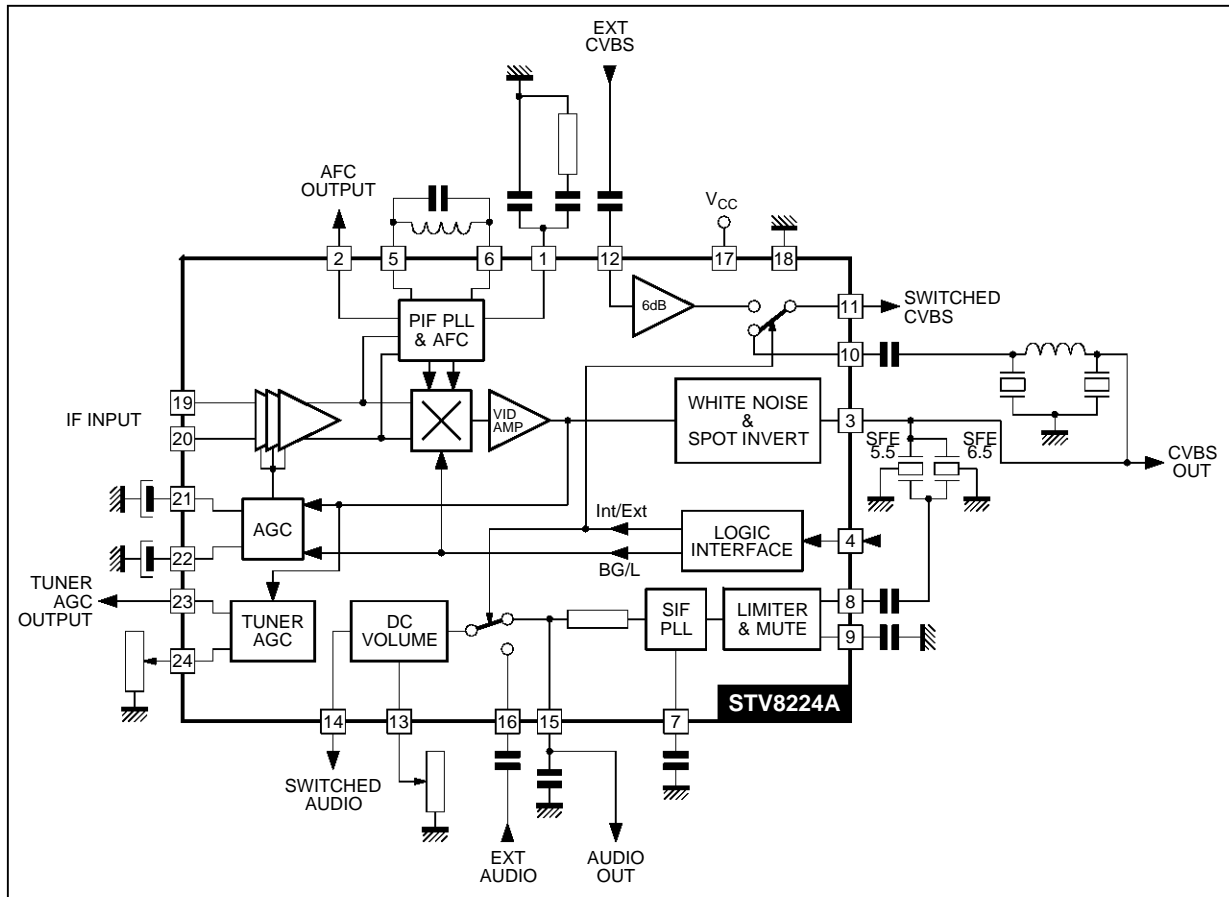 EXT
CVBS
AFC
OUTPUT
VCC
2
5
6
1
12
17
18
6dB
11
SWITCHED
CVBS
PIF PLL
& AFC
10
19
IF INPUT
20
VID
AMP
WHITE NOISE
&
SPOT INVERT
3
SFE
5.5
SFE
6.5
CVBS
OUT
21
AGC
Int/Ext
LOGIC
INTERFACE
4
22
BG/L
TUNER
AGC
OUTPUT
23
TUNER
AGC
DC
VOLUME
SIF
PLL
LIMITER
& MUTE
8
9
24
STV8224A
14
13
16
15
7
SWITCHED
AUDIO
EXT
AUDIO
AUDIO
OUT